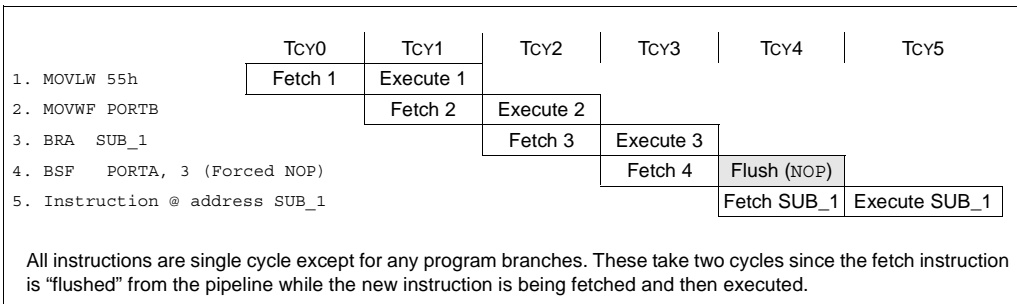 TCY0 TCY1 TCY2 TCY3 TCY4 TCY5
1. MOVLW 55h Fetch 1 Execute 1
2. MOVWF PORTB Fetch 2 Execute 2
3. BRA SUB_1 Fetch 3 Execute 3
4. BSF PORTA, 3 (Forced NOP) Fetch 4 Flush (NOP)
5. Instruction @ address SUB_1 Fetch SUB_1 Execute SUB_1
All instructions are single cycle except for any program branches. These take two cycles since the fetch instruction
is “flushed” from the pipeline while the new instruction is being fetched and then executed.